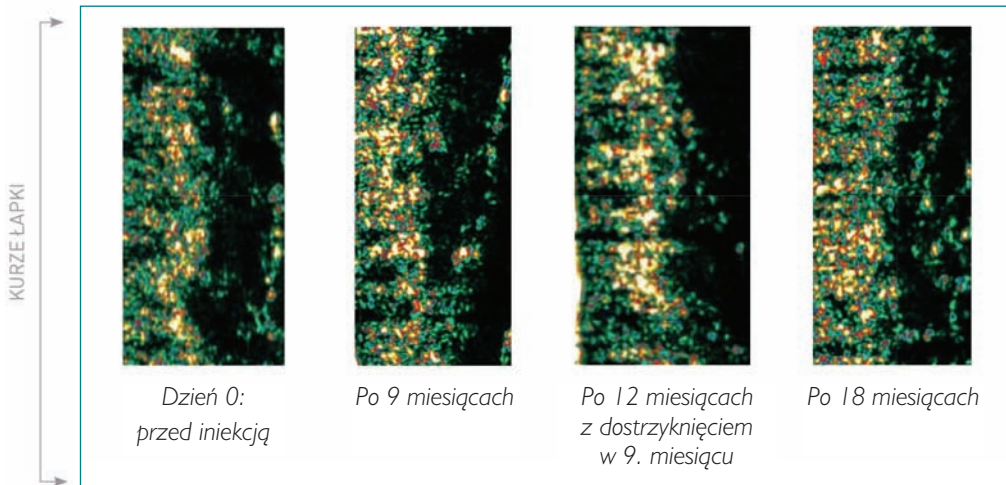 KURZE ŁAPKI
Dzień 0:
przed iniekcją
Po 9 miesiącach
Po 12 miesiącach
z dostrzyknięciem
w 9. miesiącu
Po 18 miesiącach